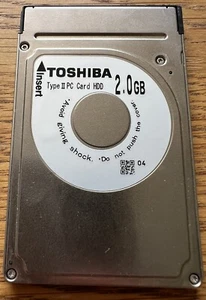 Insert
TOSHIBA
Type II PC Card HDD 2.0GB
·Avoid giving shock. ·Do not push the cover.
04